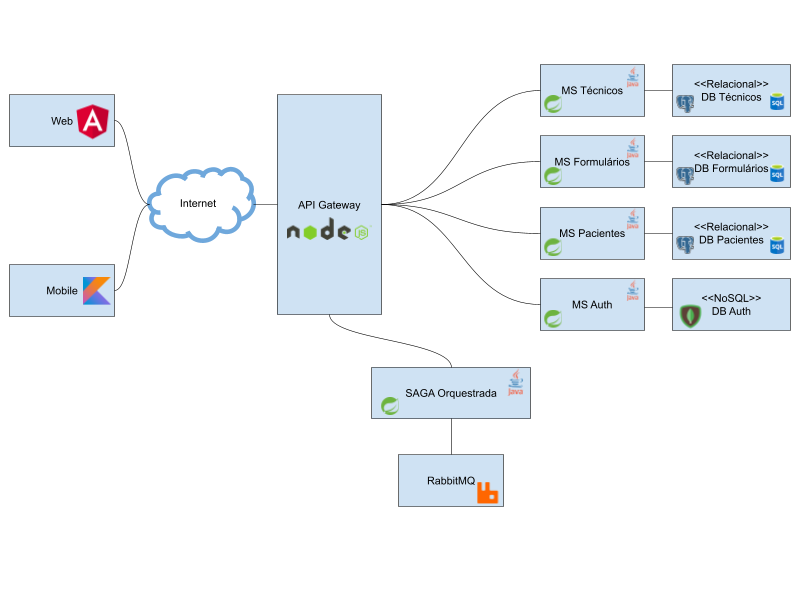 Web
Mobile
Internet
API Gateway
node
JS
MS Técnicos
Java
<<Relacional>>
DB Técnicos
SQL
MS Formulários
Java
<<Relacional>>
DB Formulários
SQL
MS Pacientes
Java
<<Relacional>>
DB Pacientes
SQL
MS Auth
Java
<<NoSQL>>
DB Auth
SAGA Orquestrada
Java
RabbitMQ